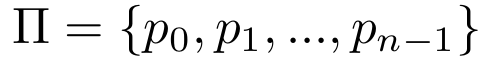 Π = {p₀, p₁, ..., pₙ₋₁}